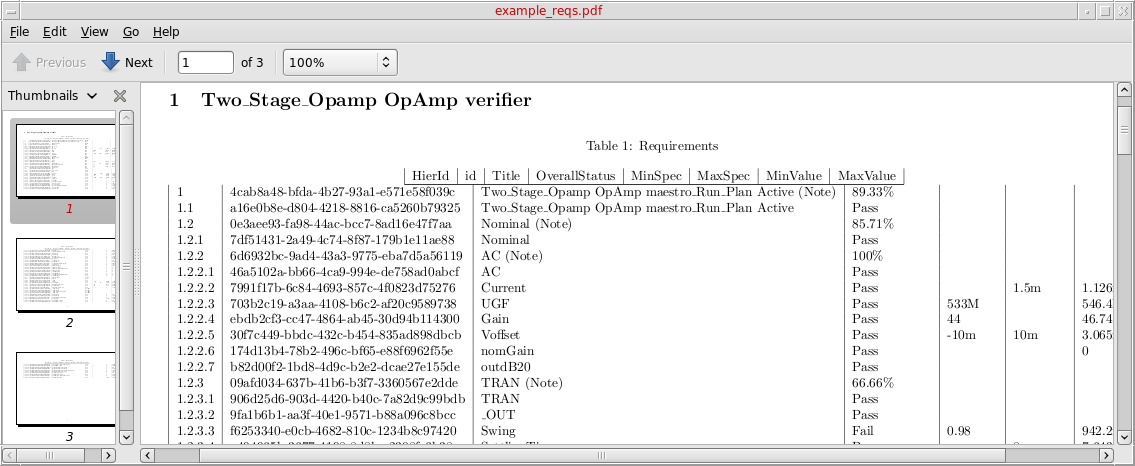 example_reqs.pdf
File Edit View Go Help
Previous Next 1 of 3 100%
Thumbnails
1
2
3
1 Two_Stage_Opamp OpAmp verifier
Table 1: Requirements
HierId id Title OverallStatus MinSpec MaxSpec MinValue MaxValue
1 4cab8a48-bfda-4b27-93a1-e571e58f039c Two_Stage_Opamp OpAmp maestro_Run_Plan Active (Note) 89.33%
1.1 a16e0b8e-d804-4218-8816-ca5260b79325 Two_Stage_Opamp OpAmp maestro_Run_Plan Active Pass
1.2 0e3aee93-fa98-44ac-bcc7-8ad16e47f7aa Nominal (Note) 85.71%
1.2.1 7df51431-2a49-4c74-8f87-179b1e11ae88 Nominal Pass
1.2.2 6d6932bc-9ad4-43a3-9775-eba7d5a56119 AC (Note) 100%
1.2.2.1 46a5102a-bb66-4ca9-994e-de758ad0abcf AC Pass
1.2.2.2 7991f17b-6c84-4693-857c-4f0823d75276 Current Pass 1.5m 1.126
1.2.2.3 703b2c19-a3aa-4108-b6c2-af20c9589738 UGF Pass 533M 546.4
1.2.2.4 ebdb2cf3-cc47-4864-ab45-30d94b114300 Gain Pass 44 46.74
1.2.2.5 30f7c449-bbdc-432c-b454-835ad898dbcb Voffset Pass -10m 10m 3.065
1.2.2.6 174d13b4-78b2-496c-bf65-e88f6962f55e nomGain Pass 0
1.2.2.7 b82d00f2-1bd8-4d9c-b2e2-dcae27e155de outdB20 Pass
1.2.3 09afd034-637b-41b6-b3f7-3360567e2dde TRAN (Note) 66.66%
1.2.3.1 906d25d6-903d-4420-b40c-7a82d9c99bdb TRAN Pass
1.2.3.2 9fa1b6b1-aa3f-40e1-9571-b88a096c8bcc _OUT Pass
1.2.3.3 f6253340-e0cb-4682-810c-1234b8c97420 Swing Fail 0.98 942.2